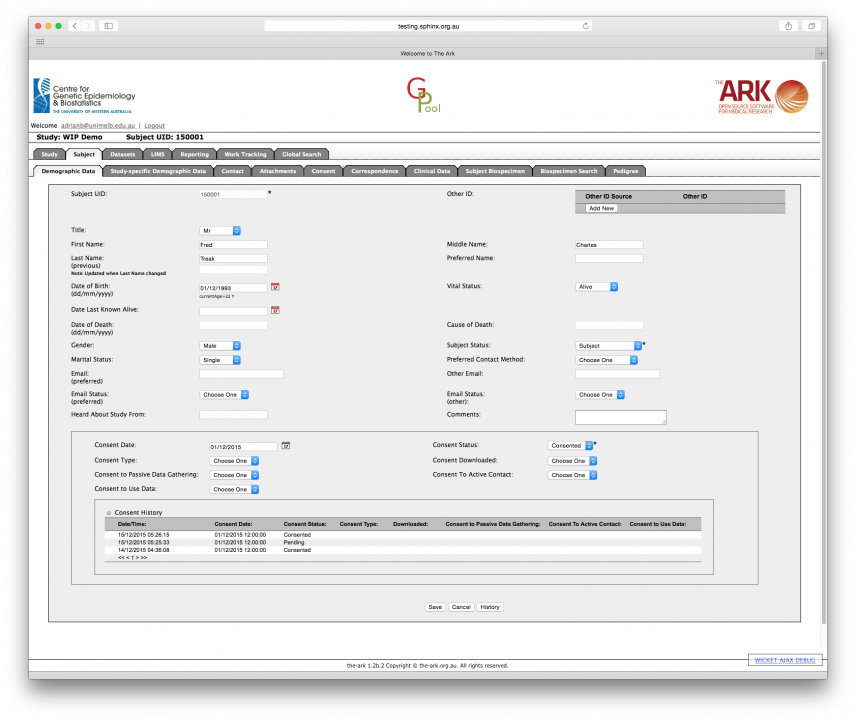 testing.sphinx.org.au
Welcome to The Ark
Centre for
Genetic Epidemiology
& Biostatistics
THE UNIVERSITY OF WESTERN AUSTRALIA
GPool
THE ARK
OPEN SOURCE SOFTWARE
FOR MEDICAL RESEARCH
Welcome adrianb@unimelb.edu.au | Logout
Study: WIP Demo Subject UID: 150001
Study Subject Datasets LIMS Reporting Work Tracking Global Search
Demographic Data Study-specific Demographic Data Contact Attachments Consent Correspondence Clinical Data Subject Biospecimen Biospecimen Search Pedigree
Subject UID: 150001 * Other ID: Other ID Source Other ID
Add New
Title: Mr
First Name: Fred Middle Name: Charles
Last Name: Treak Preferred Name:
(previous)
Note: Updated when Last Name changed
Date of Birth: 01/12/1993 Vital Status: Alive
(dd/mm/yyyy) currentAge=22 Y
Date Last Known Alive:
Date of Death: Cause of Death:
(dd/mm/yyyy)
Gender: Male Subject Status: Subject *
Marital Status: Single Preferred Contact Method: Choose One
Email: Other Email:
(preferred)
Email Status: Choose One Email Status: Choose One
(preferred) (other):
Heard About Study From: Comments:
Consent Date: 01/12/2015 Consent Status: Consented *
Consent Type: Choose One Consent Downloaded: Choose One
Consent to Passive Data Gathering: Choose One Consent To Active Contact: Choose One
Consent to Use Data: Choose One
Consent History
Date/Time: Consent Date: Consent Status: Consent Type: Downloaded: Consent to Passive Data Gathering: Consent To Active Contact: Consent to Use Data:
15/12/2015 05:26:15 01/12/2015 12:00:00 Consented
15/12/2015 05:25:33 01/12/2015 12:00:00 Pending
14/12/2015 04:36:08 01/12/2015 12:00:00 Consented
<< < 1 > >>
Save Cancel History
WICKET AJAX DEBUG
the-ark 1.2b.2 Copyright © the-ark.org.au. All rights reserved.